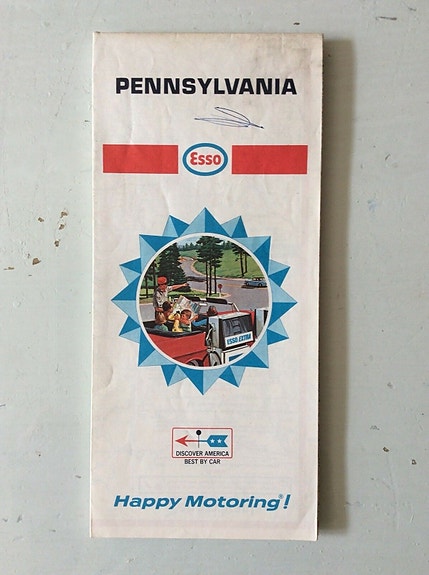 PENNSYLVANIA
Esso
ESSO EXTRA
DISCOVER AMERICA
BEST BY CAR
Happy Motoring!